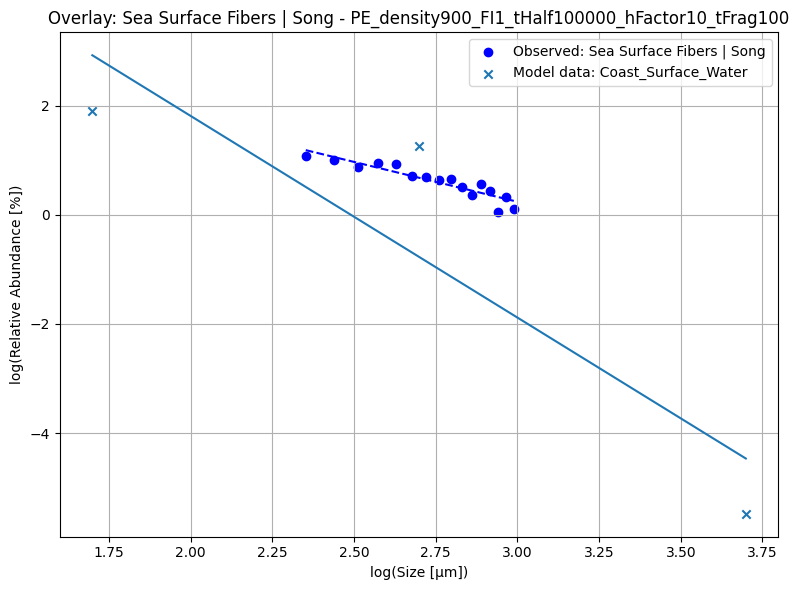 Overlay: Sea Surface Fibers | Song - PE_density900_FI1_tHalf100000_hFactor10_tFrag100
Observed: Sea Surface Fibers | Song
Model data: Coast_Surface_Water
log(Relative Abundance [%])
2
0
−2
−4
1.75 2.00 2.25 2.50 2.75 3.00 3.25 3.50 3.75
log(Size [µm])